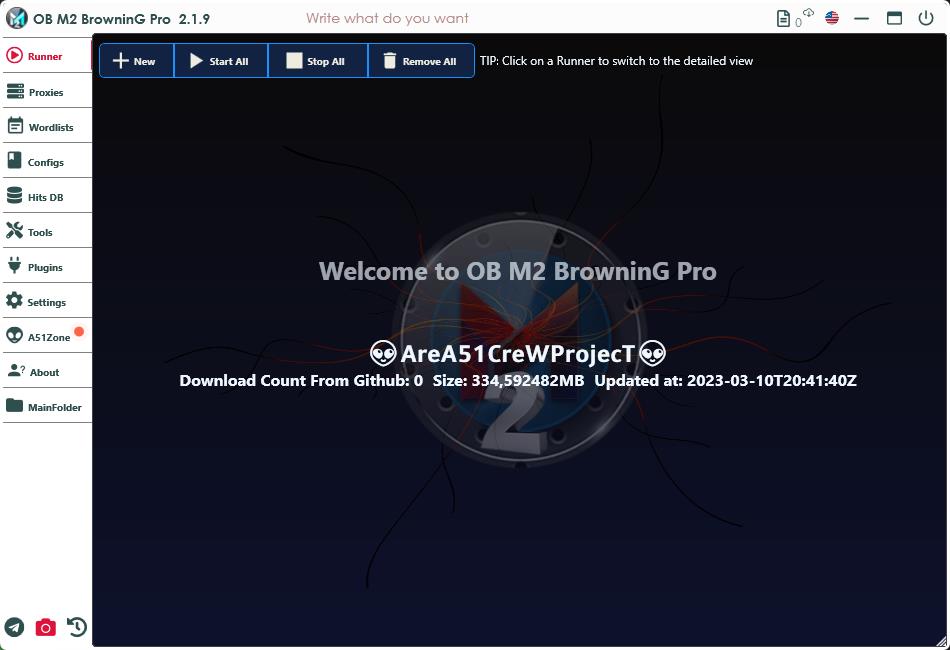 OB M2 BrowninG Pro 2.1.9
Write what do you want
0
Runner
Proxies
Wordlists
Configs
Hits DB
Tools
Plugins
Settings
A51Zone
About
MainFolder
New
Start All
Stop All
Remove All
TIP: Click on a Runner to switch to the detailed view
Welcome to OB M2 BrowninG Pro
👽AreA51CreWProjecT👽
Download Count From Github: 0 Size: 334,592482MB Updated at: 2023-03-10T20:41:40Z
2